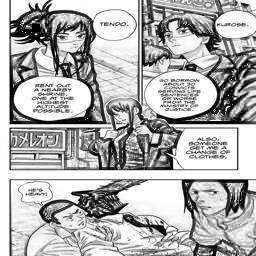 TENDO.
KUROSE.
RENT OUT
A NEARBY
SHRINE.
ONE AT THE
HIGHEST
ALTITUDE
POSSIBLE.
GO BORROW
ABOUT 30
CONVICTS
SERVING LIFE
SENTENCES
OR WORSE
FROM THE
MINISTRY OF
JUSTICE.
カメレオン
ALSO,
SOMEONE
GET ME A
CHANGE OF
CLOTHES.
HE'S
HEAVY!